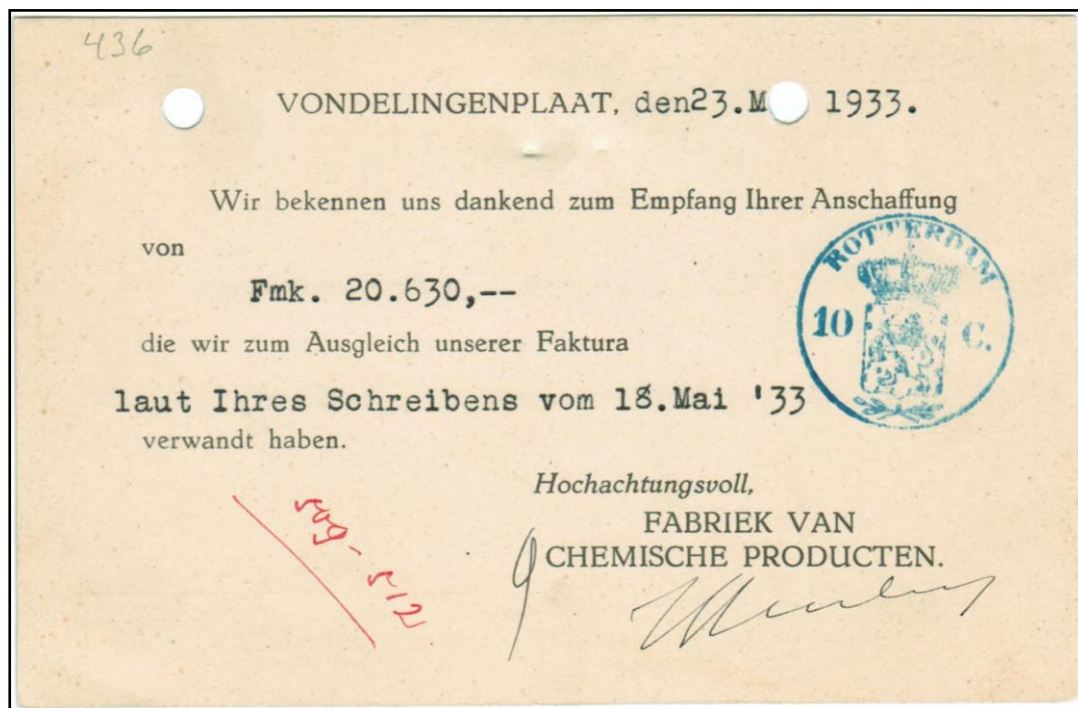 436
VONDELINGENPLAAT, den23.M 1933.
Wir bekennen uns dankend zum Empfang Ihrer Anschaffung
von
Fmk. 20.630,--
ROTTERDAM
10 C.
die wir zum Ausgleich unserer Faktura
laut Ihres Schreibens vom 18.Mai '33
verwandt haben.
Hochachtungsvoll,
FABRIEK VAN
CHEMISCHE PRODUCTEN.
509-512